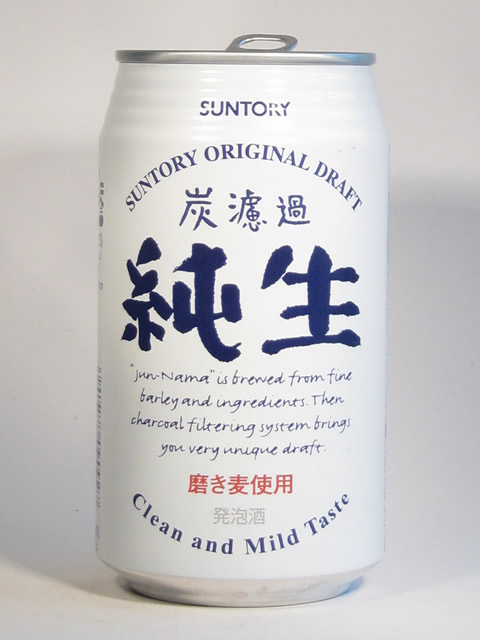 SUNTORY
SUNTORY ORIGINAL DRAFT
炭濾過
純生
"Jun-Nama" is brewed from fine
barley and ingredients. Then
charcoal filtering system brings
you very unique draft.
磨き麦使用
発泡酒
Clean and Mild Taste